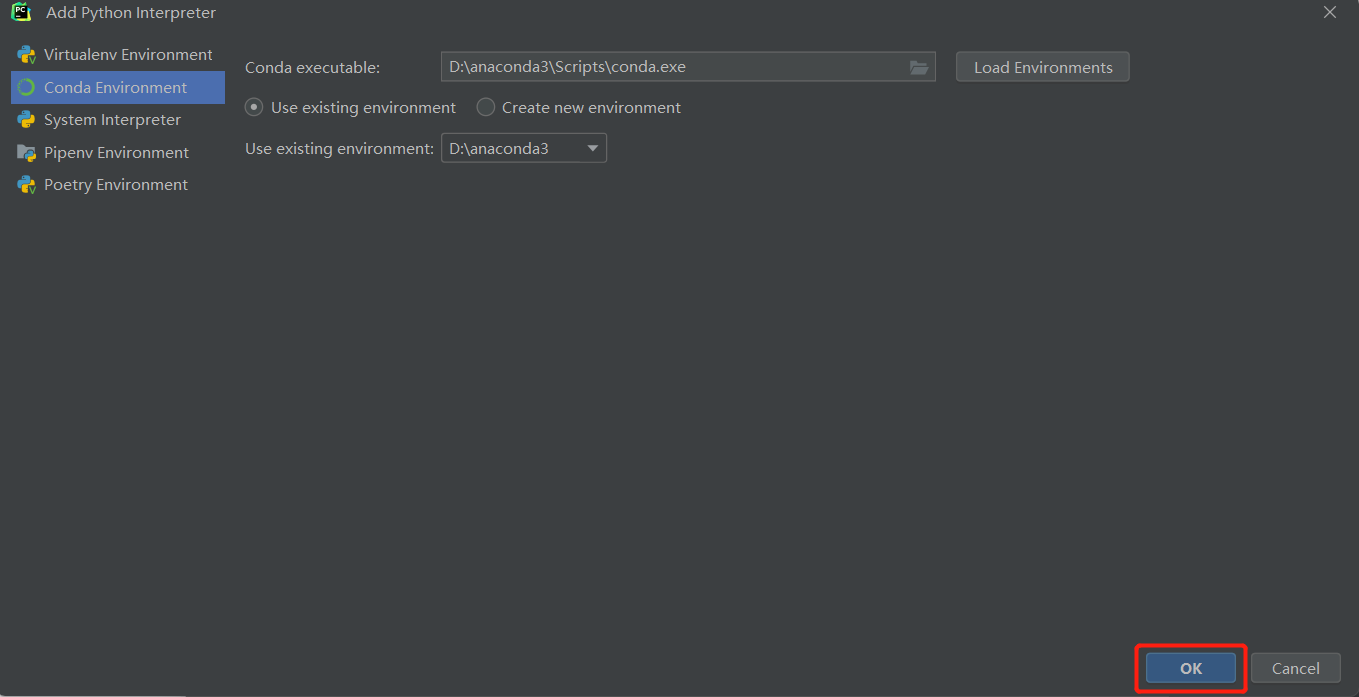 Add Python Interpreter
Virtualenv Environment
Conda Environment
System Interpreter
Pipenv Environment
Poetry Environment
Conda executable: D:\anaconda3\Scripts\conda.exe Load Environments
Use existing environment Create new environment
Use existing environment: D:\anaconda3
OK Cancel